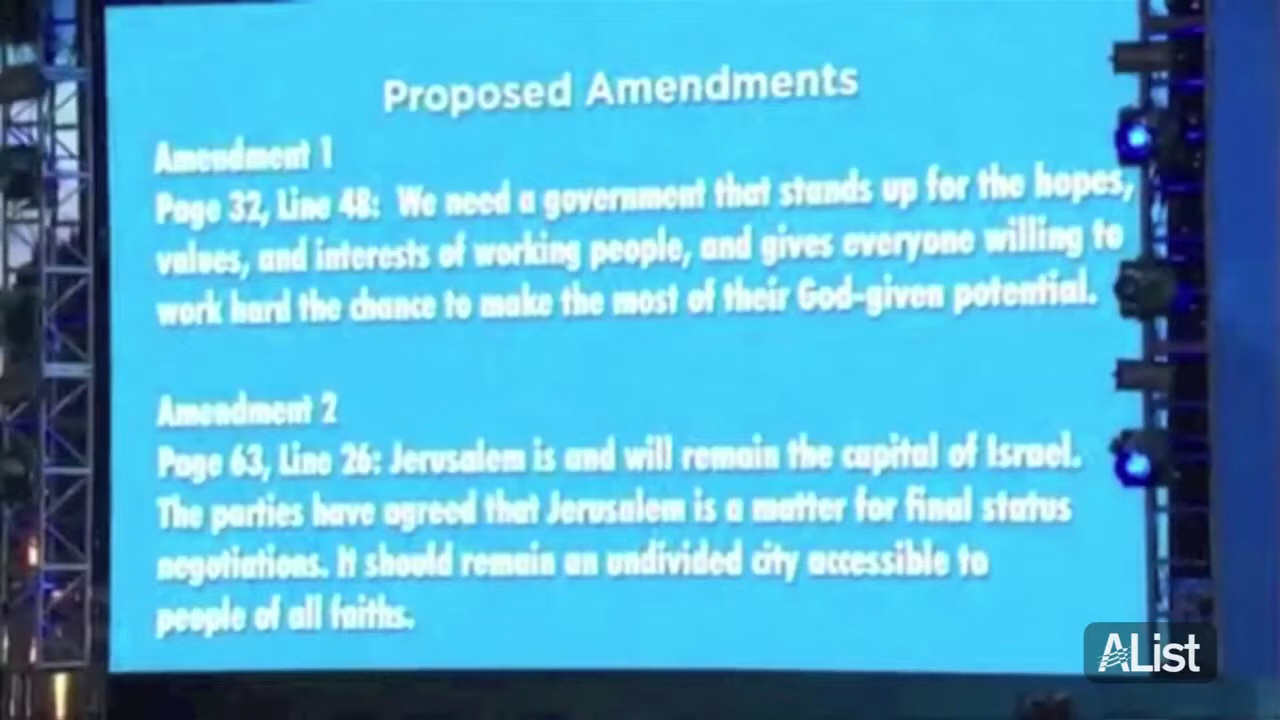 Proposed Amendments
Amendment 1
Page 32, Line 48: We need a government that stands up for the hopes,
values, and interests of working people, and gives everyone willing to
work hard the chance to make the most of their God-given potential.
Amendment 2
Page 63, Line 26: Jerusalem is and will remain the capital of Israel.
The parties have agreed that Jerusalem is a matter for final status
negotiations. It should remain an undivided city accessible to
people of all faiths.
AList